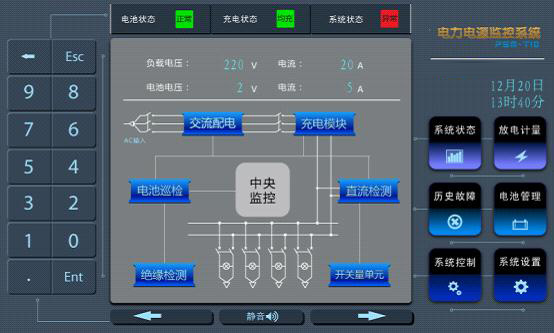 电池状态 正常 充电状态 均充 系统状态 异常
电力电源监控系统
PSM-T10
12月20日
13时40分
← Esc
9 8
7 6
5 4
3 2
1 0
. Ent
负载电压： 220 V 电流： 20 A
电池电压： 2 V 电流： 5 A
交流配电 充电模块
AC输入
电池巡检 中央监控 直流检测
绝缘检测 开关量单元
系统状态 放电计量
历史故障 电池管理
系统控制 系统设置
静音